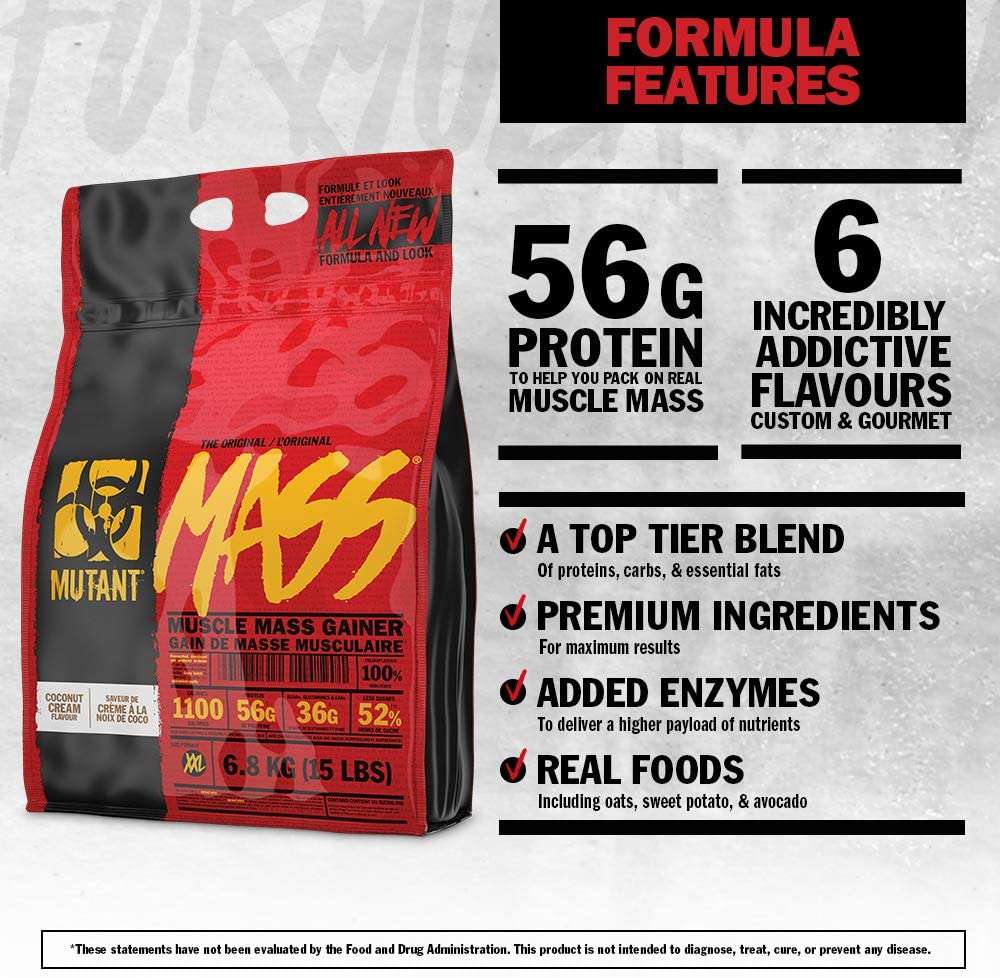 FORMULA
FEATURES
FORMULE ET LOOK
ENTIÈREMENT NOUVEAUX
ALL NEW
FORMULA AND LOOK
THE ORIGINAL / L'ORIGINAL
MASS®
MUTANT®
MUSCLE MASS GAINER
GAIN DE MASSE MUSCULAIRE
100%
COCONUT
CREAM
FLAVOUR
SAVEUR DE
CRÈME À LA
NOIX DE COCO
1100 56G 36G 52%
CALORIES
XXL
6.8 KG (15 LBS)
56G
PROTEIN
TO HELP YOU PACK ON REAL
MUSCLE MASS
6
INCREDIBLY
ADDICTIVE
FLAVOURS
CUSTOM & GOURMET
A TOP TIER BLEND
Of proteins, carbs, & essential fats
PREMIUM INGREDIENTS
For maximum results
ADDED ENZYMES
To deliver a higher payload of nutrients
REAL FOODS
Including oats, sweet potato, & avocado
*These statements have not been evaluated by the Food and Drug Administration. This product is not intended to diagnose, treat, cure, or prevent any disease.